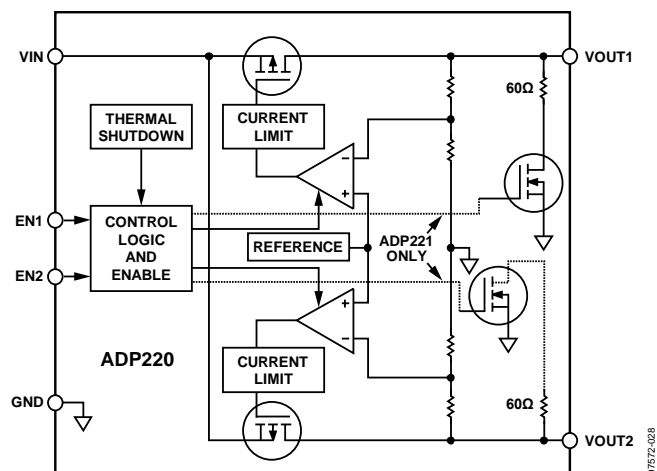 VIN
VOUT1
60Ω
THERMAL
SHUTDOWN
CURRENT
LIMIT
–
+
EN1
CONTROL
LOGIC
AND
ENABLE
REFERENCE
ADP221
ONLY
EN2
+
–
ADP220
CURRENT
LIMIT
GND
60Ω
VOUT2
07572-028